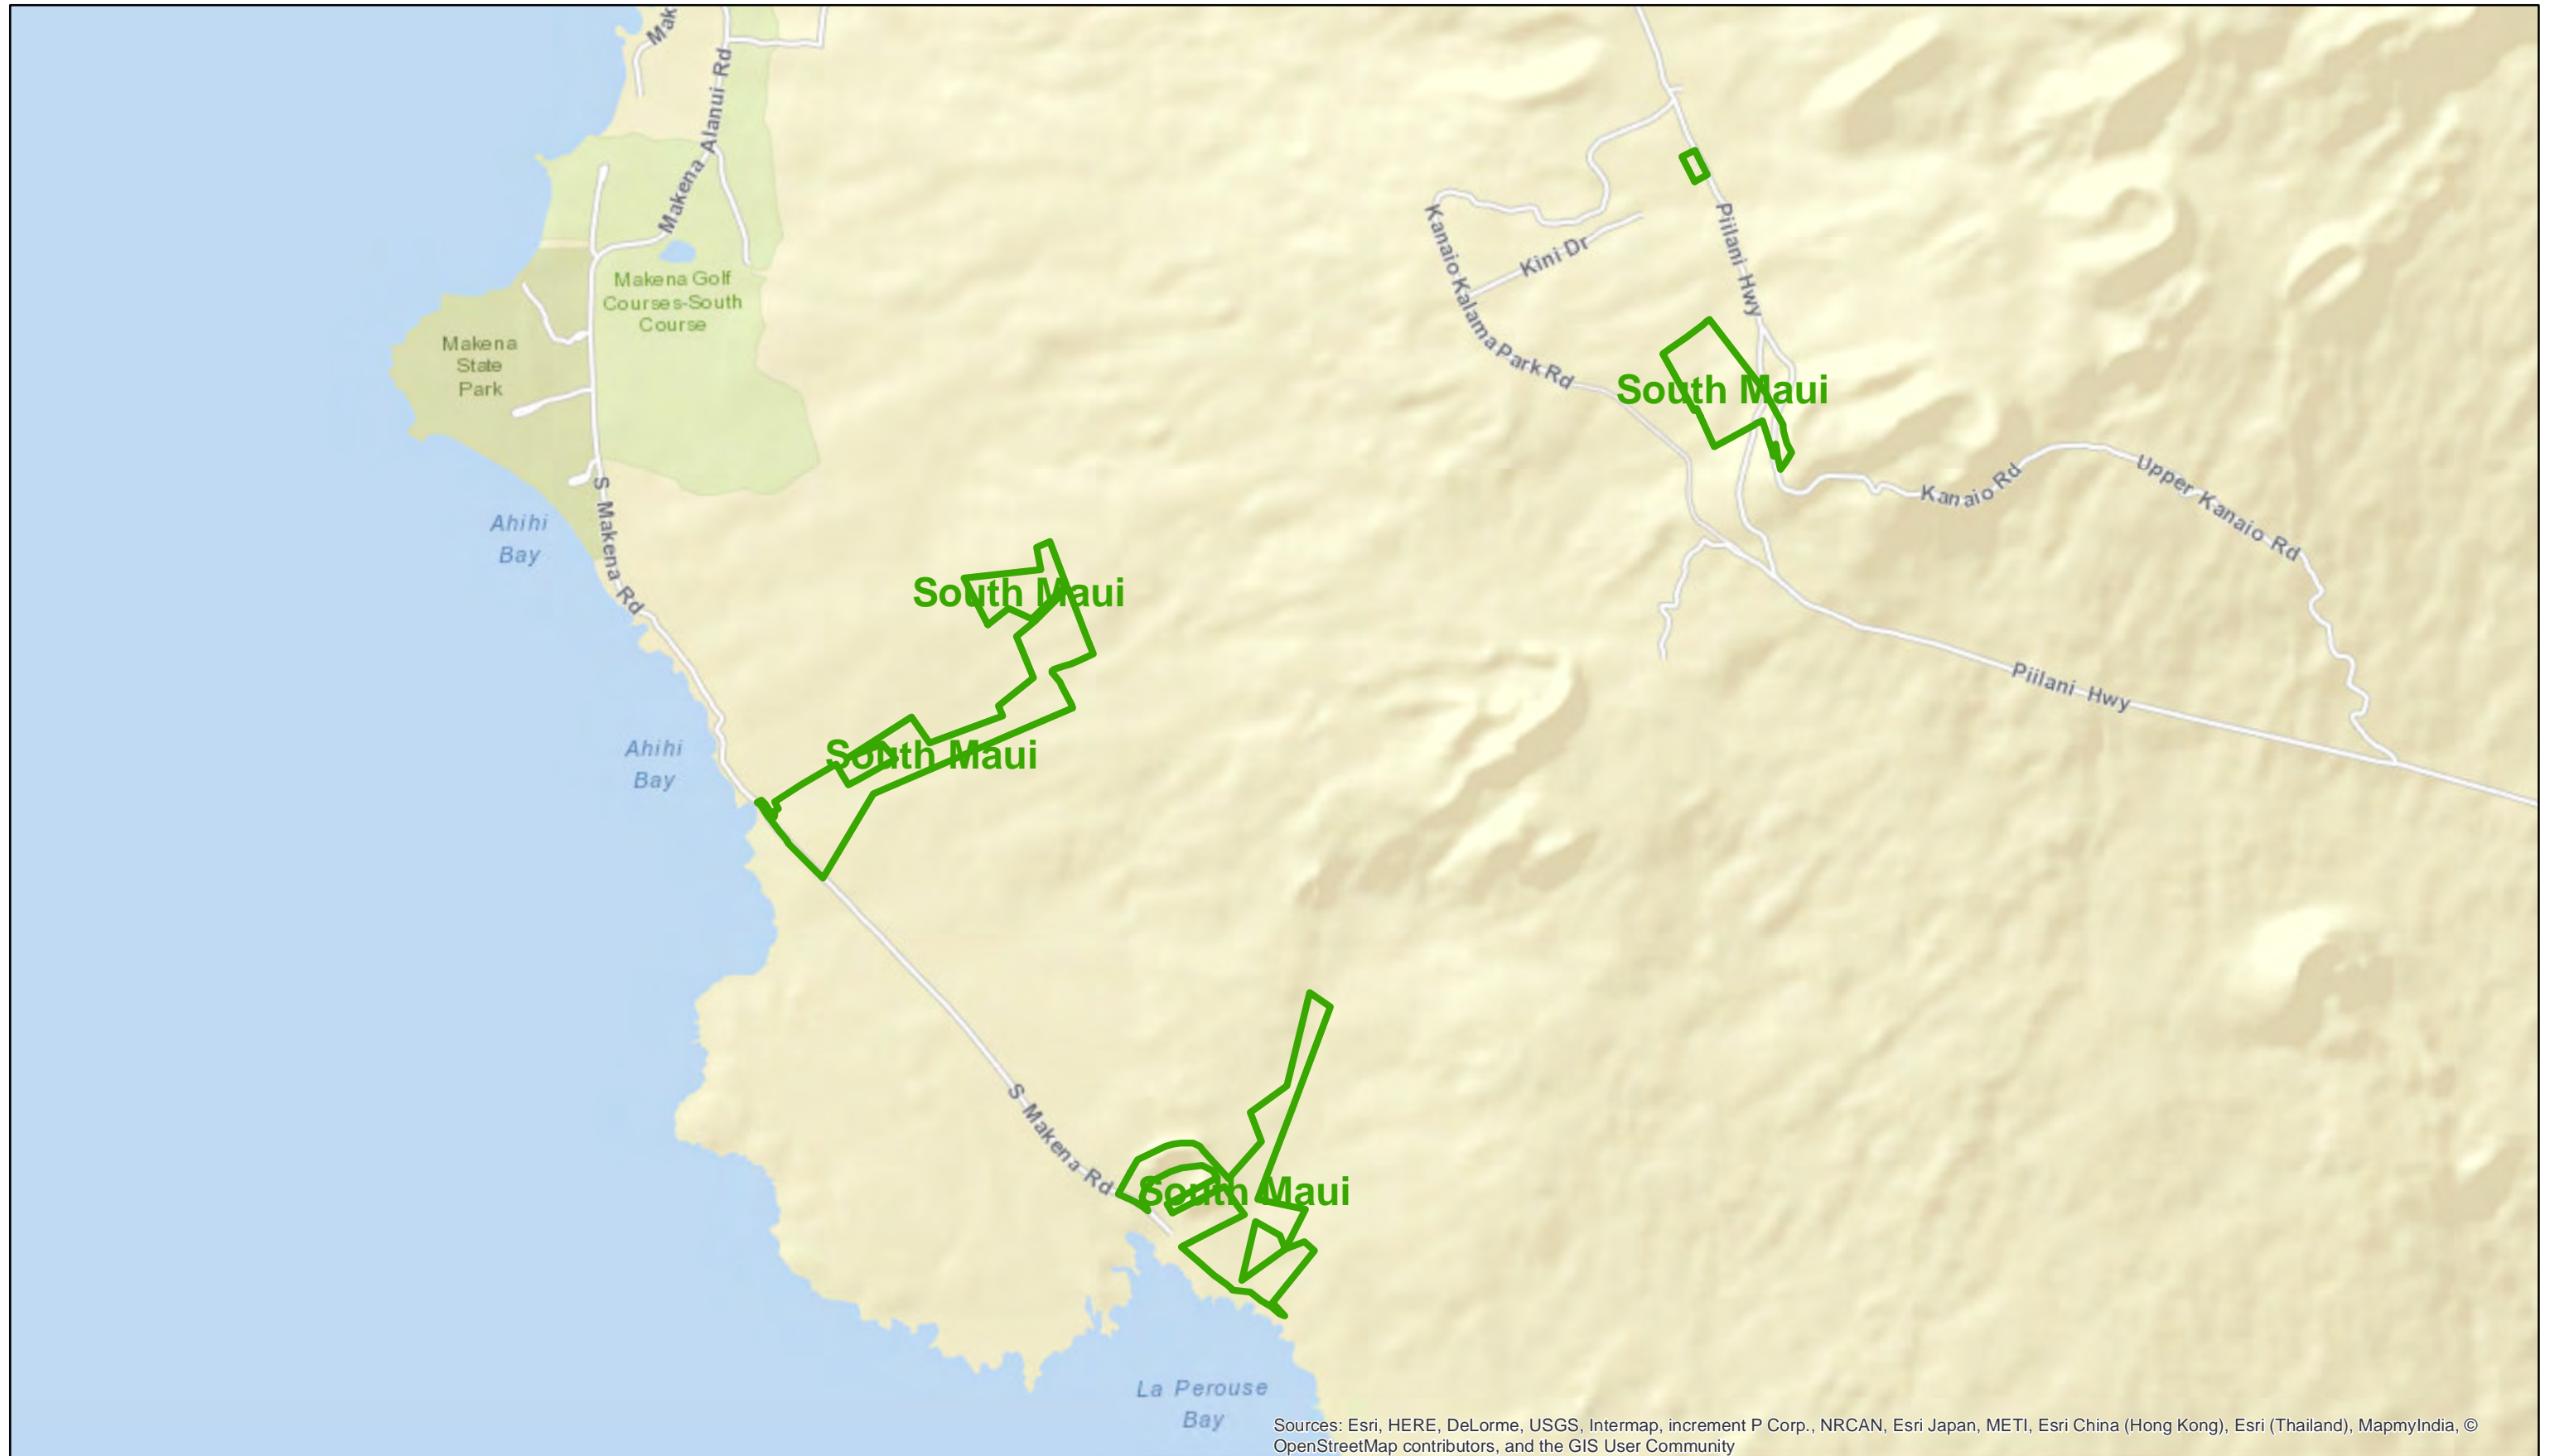 Mak
Makena Alanui Rd
Makena Golf
Courses-South
Course
Makena
State
Park
Kanaio Kalama Park Rd
Kini Dr
Piilani Hwy
South Maui
Kanaio Rd
Upper Kanaio Rd
Ahihi
Bay
S Makena Rd
South Maui
Piilani Hwy
Ahihi
Bay
South Maui
S Makena Rd
South Maui
La Perouse
Bay
Sources: Esri, HERE, DeLorme, USGS, Intermap, increment P Corp., NRCAN, Esri Japan, METI, Esri China (Hong Kong), Esri (Thailand), MapmyIndia, ©
OpenStreetMap contributors, and the GIS User Community